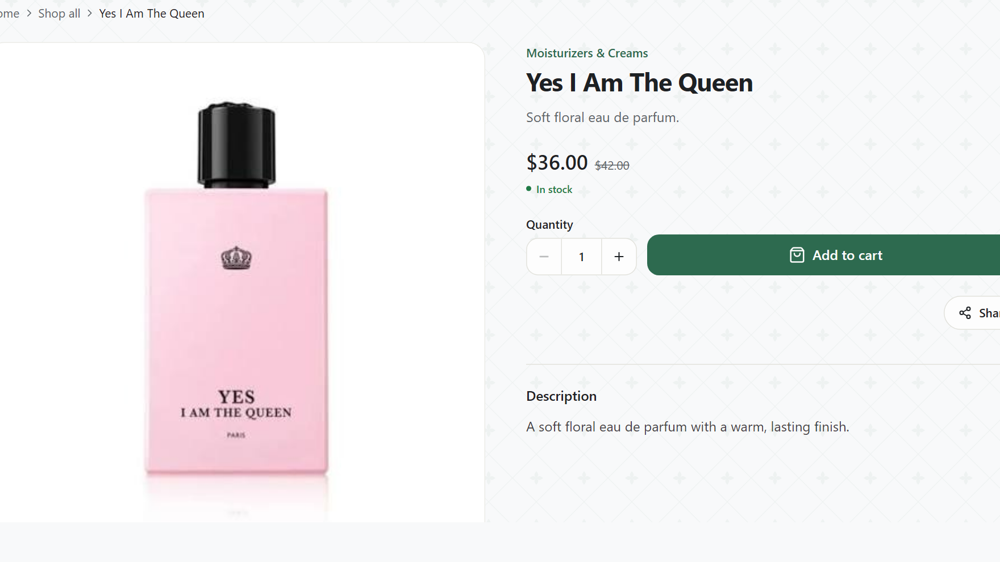 ome > Shop all > Yes I Am The Queen
YES
I AM THE QUEEN
PARIS
Moisturizers & Creams
Yes I Am The Queen
Soft floral eau de parfum.
$36.00 $42.00
In stock
Quantity
1
Add to cart
Shar
Description
A soft floral eau de parfum with a warm, lasting finish.